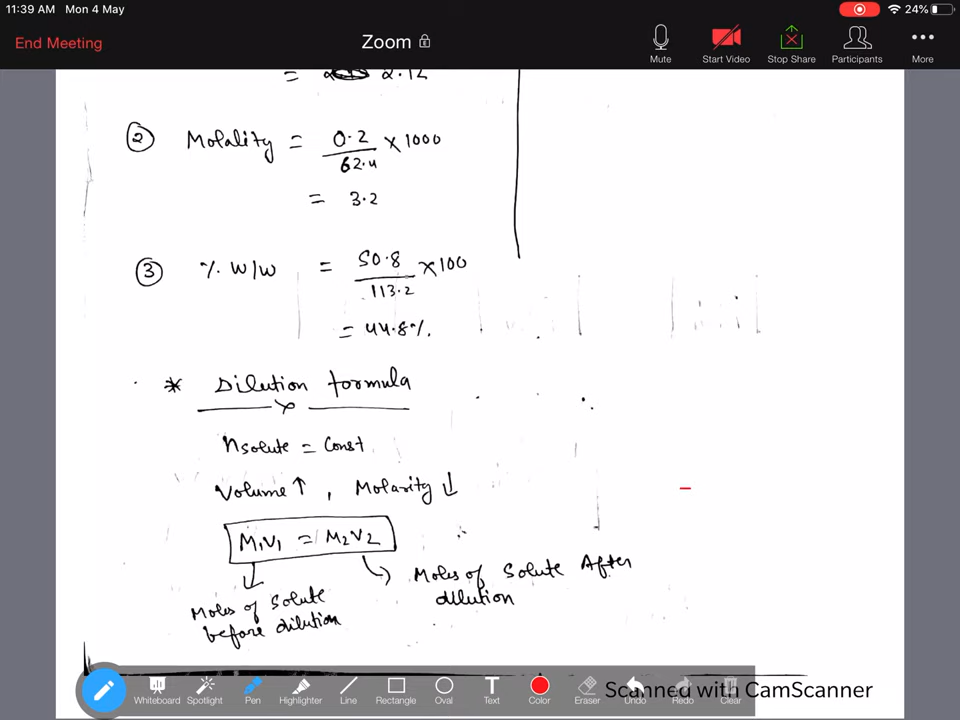 11:39 AM Mon 4 May
24%
End Meeting
Zoom
Mute
Start Video
Stop Share
Participants
More
= 2.12
② Molality = 0.2 / 62.4 × 1000
= 3.2
③ % W/W = 50.8 / 113.2 × 100
= 44.8%.
* Dilution formula
nsolute = Const
Volume ↑ , Molarity ↓
M1V1 = M2V2
Moles of Solute After
dilution
Moles of Solute
before dilution
Whiteboard
Spotlight
Pen
Highlighter
Line
Rectangle
Oval
Text
Color
Eraser
Undo
Redo
Clear
Scanned with CamScanner